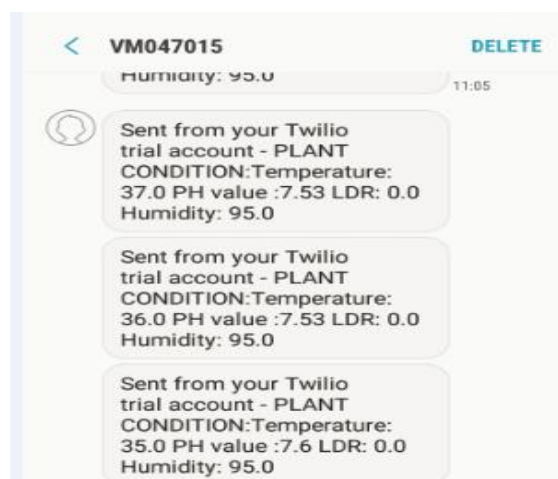 < VM047015 DELETE
Humidity: 95.0
11:05
Sent from your Twilio
trial account - PLANT
CONDITION:Temperature:
37.0 PH value :7.53 LDR: 0.0
Humidity: 95.0
Sent from your Twilio
trial account - PLANT
CONDITION:Temperature:
36.0 PH value :7.53 LDR: 0.0
Humidity: 95.0
Sent from your Twilio
trial account - PLANT
CONDITION:Temperature:
35.0 PH value :7.6 LDR: 0.0
Humidity: 95.0